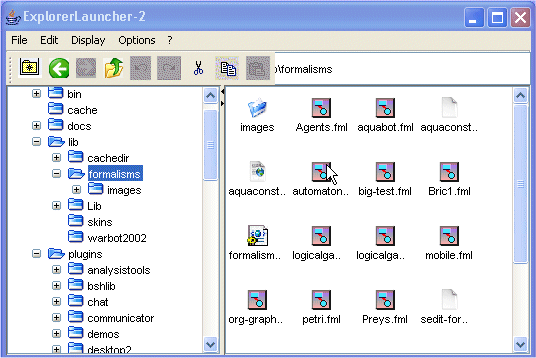 ExplorerLauncher-2
File Edit Display Options ?
\formalisms
bin
cache
docs
lib
cachedir
formalisms
images
Lib
skins
warbot2002
plugins
analysistools
bshlib
chat
communicator
demos
desktop2
images Agents.fml aquabot.fml aquaconst..
aquaconst.. automaton.. big-test.fml Bric1.fml
formalism... logicalga.. logicalga.. mobile.fml
org-graph.. petri.fml Preys.fml sedit-for..